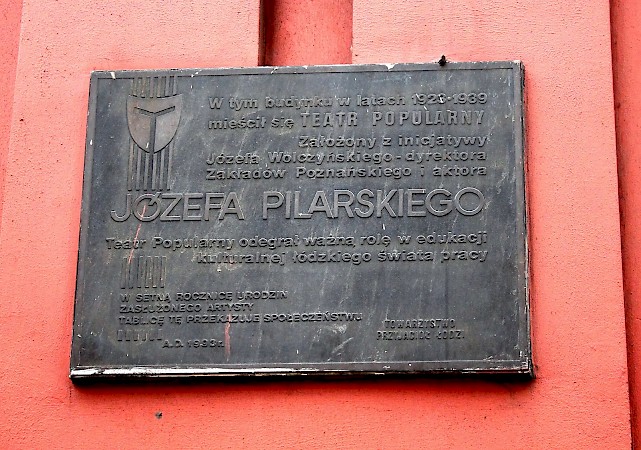 W tym budynku w latach 1923-1939
mieścił się TEATR POPULARNY
Założony z inicjatywy
Józefa Wolczyńskiego - dyrektora
Zakładów Poznańskiego i aktora
JÓZEFA PILARSKIEGO
Teatr Popularny odegrał ważną rolę w edukacji
kulturalnej łódzkiego świata pracy
W SETNĄ ROCZNICĘ URODZIN
ZASŁUŻONEGO ARTYSTY
TABLICĘ TĘ PRZEKAZUJE SPOŁECZEŃSTWU
TOWARZYSTWO
PRZYJACIÓŁ ŁODZI
A.D. 1993r.